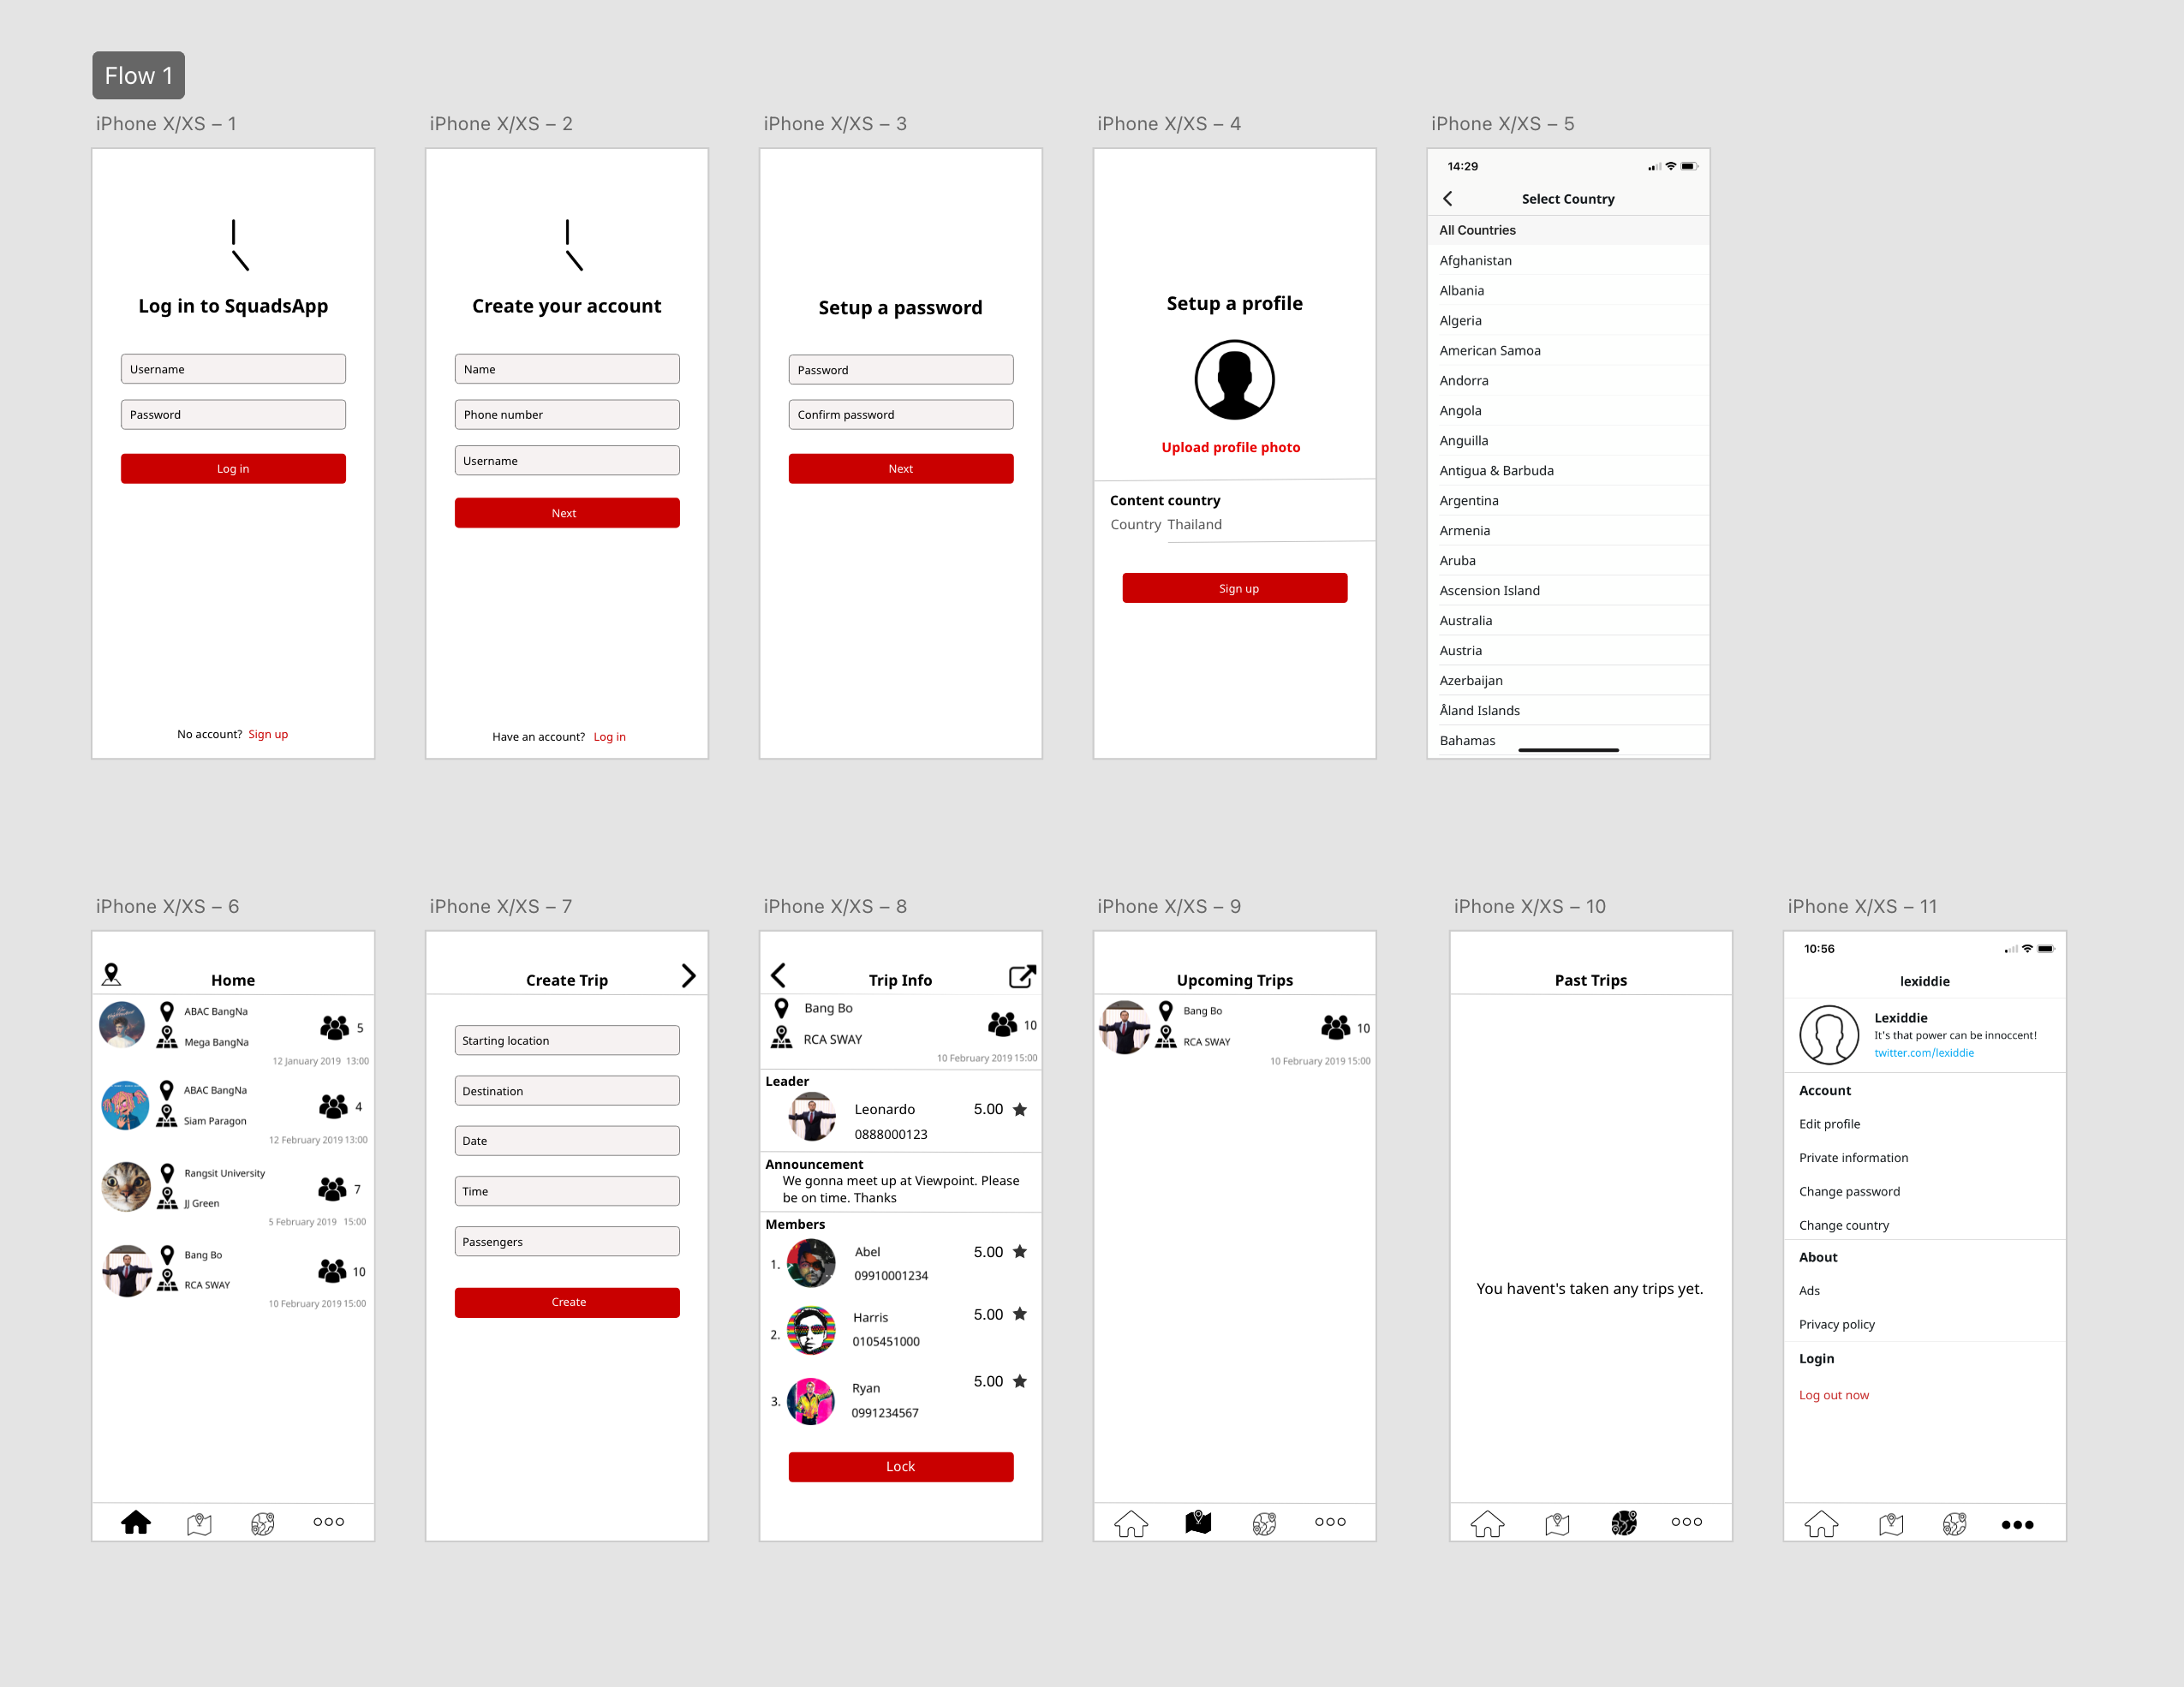 Flow 1
iPhone X/XS – 1
Log in to SquadsApp
Username
Password
Log in
No account? Sign up
iPhone X/XS – 2
Create your account
Name
Phone number
Username
Next
Have an account? Log in
iPhone X/XS – 3
Setup a password
Password
Confirm password
Next
iPhone X/XS – 4
Setup a profile
Upload profile photo
Content country
Country Thailand
Sign up
iPhone X/XS – 5
14:29
Select Country
All Countries
Afghanistan
Albania
Algeria
American Samoa
Andorra
Angola
Anguilla
Antigua & Barbuda
Argentina
Armenia
Aruba
Ascension Island
Australia
Austria
Azerbaijan
Åland Islands
Bahamas
iPhone X/XS – 6
Home
ABAC BangNa
Mega BangNa
5
12 January 2019 13:00
ABAC BangNa
Siam Paragon
4
12 February 2019 13:00
Rangsit University
JJ Green
7
5 February 2019 15:00
Bang Bo
RCA SWAY
10
10 February 2019 15:00
iPhone X/XS – 7
Create Trip
Starting location
Destination
Date
Time
Passengers
Create
iPhone X/XS – 8
Trip Info
Bang Bo
RCA SWAY
10
10 February 2019 15:00
Leader
Leonardo 5.00
0888000123
Announcement
We gonna meet up at Viewpoint. Please
be on time. Thanks
Members
1. Abel 5.00
09910001234
2. Harris 5.00
0105451000
3. Ryan 5.00
0991234567
Lock
iPhone X/XS – 9
Upcoming Trips
Bang Bo
RCA SWAY
10
10 February 2019 15:00
iPhone X/XS – 10
Past Trips
You havent's taken any trips yet.
iPhone X/XS – 11
10:56
lexiddie
Lexiddie
It's that power can be innoccent!
twitter.com/lexiddie
Account
Edit profile
Private information
Change password
Change country
About
Ads
Privacy policy
Login
Log out now